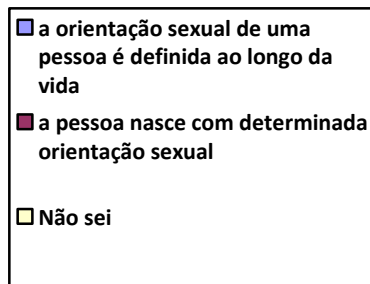 a orientação sexual de uma
pessoa é definida ao longo da
vida
a pessoa nasce com determinada
orientação sexual
Não sei